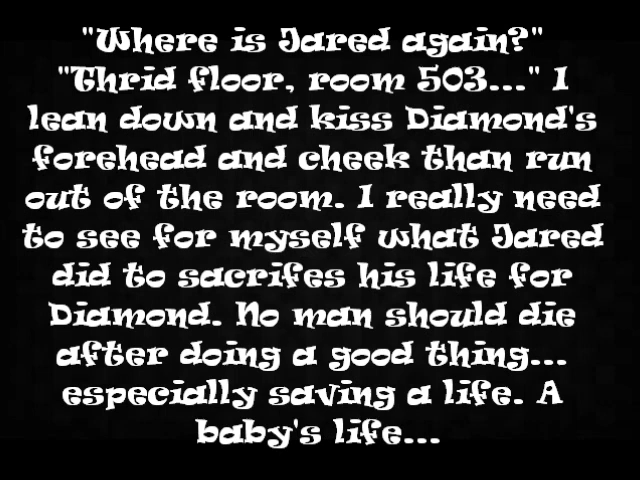 "Where is Jared again?"
"Thrid floor, room 503..." I
lean down and kiss Diamond's
forehead and cheek than run
out of the room. I really need
to see for myself what Jared
did to sacrifes his life for
Diamond. No man should die
after doing a good thing...
especially saving a life. A
baby's life...